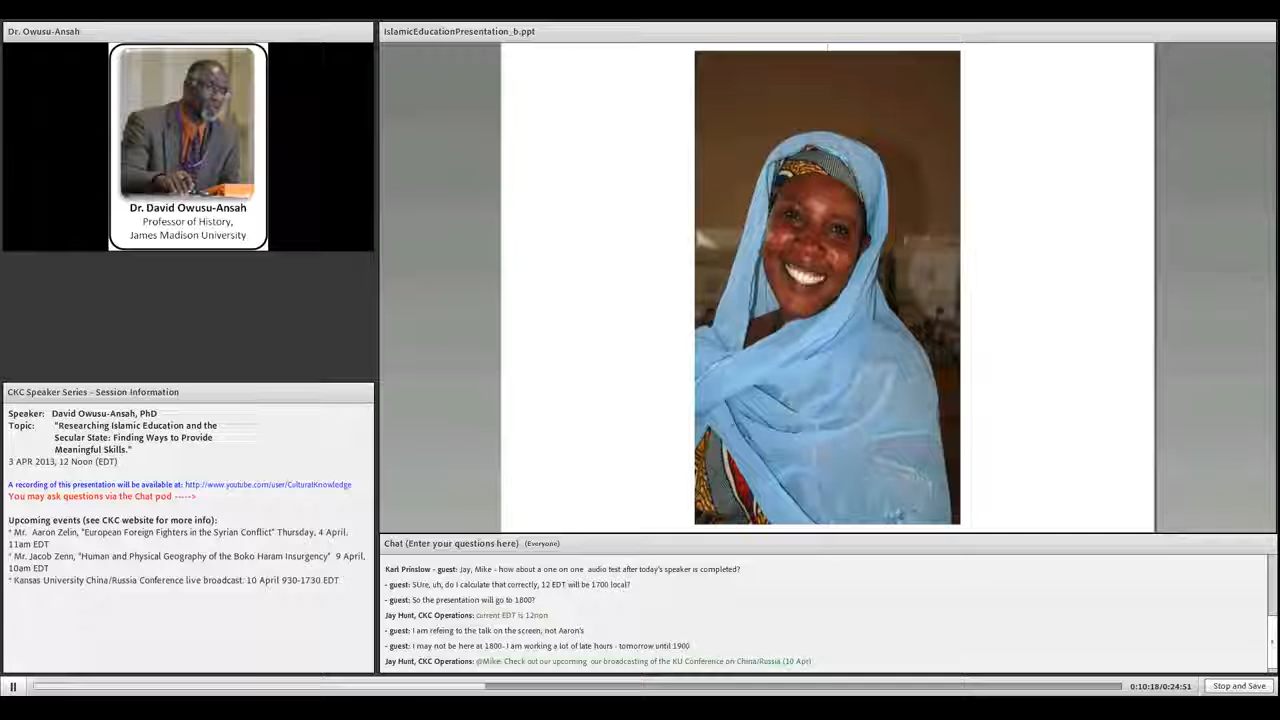 Dr. Owusu-Ansah
IslamicEducationPresentation_b.ppt
Dr. David Owusu-Ansah
Professor of History,
James Madison University
CKC Speaker Series - Session Information
Speaker: David Owusu-Ansah, PhD
Topic: "Researching Islamic Education and the
Secular State: Finding Ways to Provide
Meaningful Skills."
3 APR 2013, 12 Noon (EDT)
A recording of this presentation will be available at: http://www.youtube.com/user/CulturalKnowledge
You may ask questions via the Chat pod ----->
Upcoming events (see CKC website for more info):
* Mr. Aaron Zelin, "European Foreign Fighters in the Syrian Conflict" Thursday, 4 April,
11am EDT
* Mr. Jacob Zenn, "Human and Physical Geography of the Boko Haram Insurgency" 9 April,
10am EDT
* Kansas University China/Russia Conference live broadcast: 10 April 930-1730 EDT
Chat (Enter your questions here) (Everyone)
Karl Prinslow - guest: Jay, Mike - how about a one on one audio test after today's speaker is completed?
- guest: SUre, uh, do I calculate that correctly, 12 EDT will be 1700 local?
- guest: So the presentation will go to 1800?
Jay Hunt, CKC Operations: current EDT is 12non
- guest: I am refeing to the talk on the screen, not Aaron's
- guest: I may not be here at 1800- I am working a lot of late hours - tomorrow until 1900
Jay Hunt, CKC Operations: @Mike: Check out our upcoming our broadcasting of the KU Conference on China/Russia (10 Apr)
0:10:18/0:24:51
Stop and Save